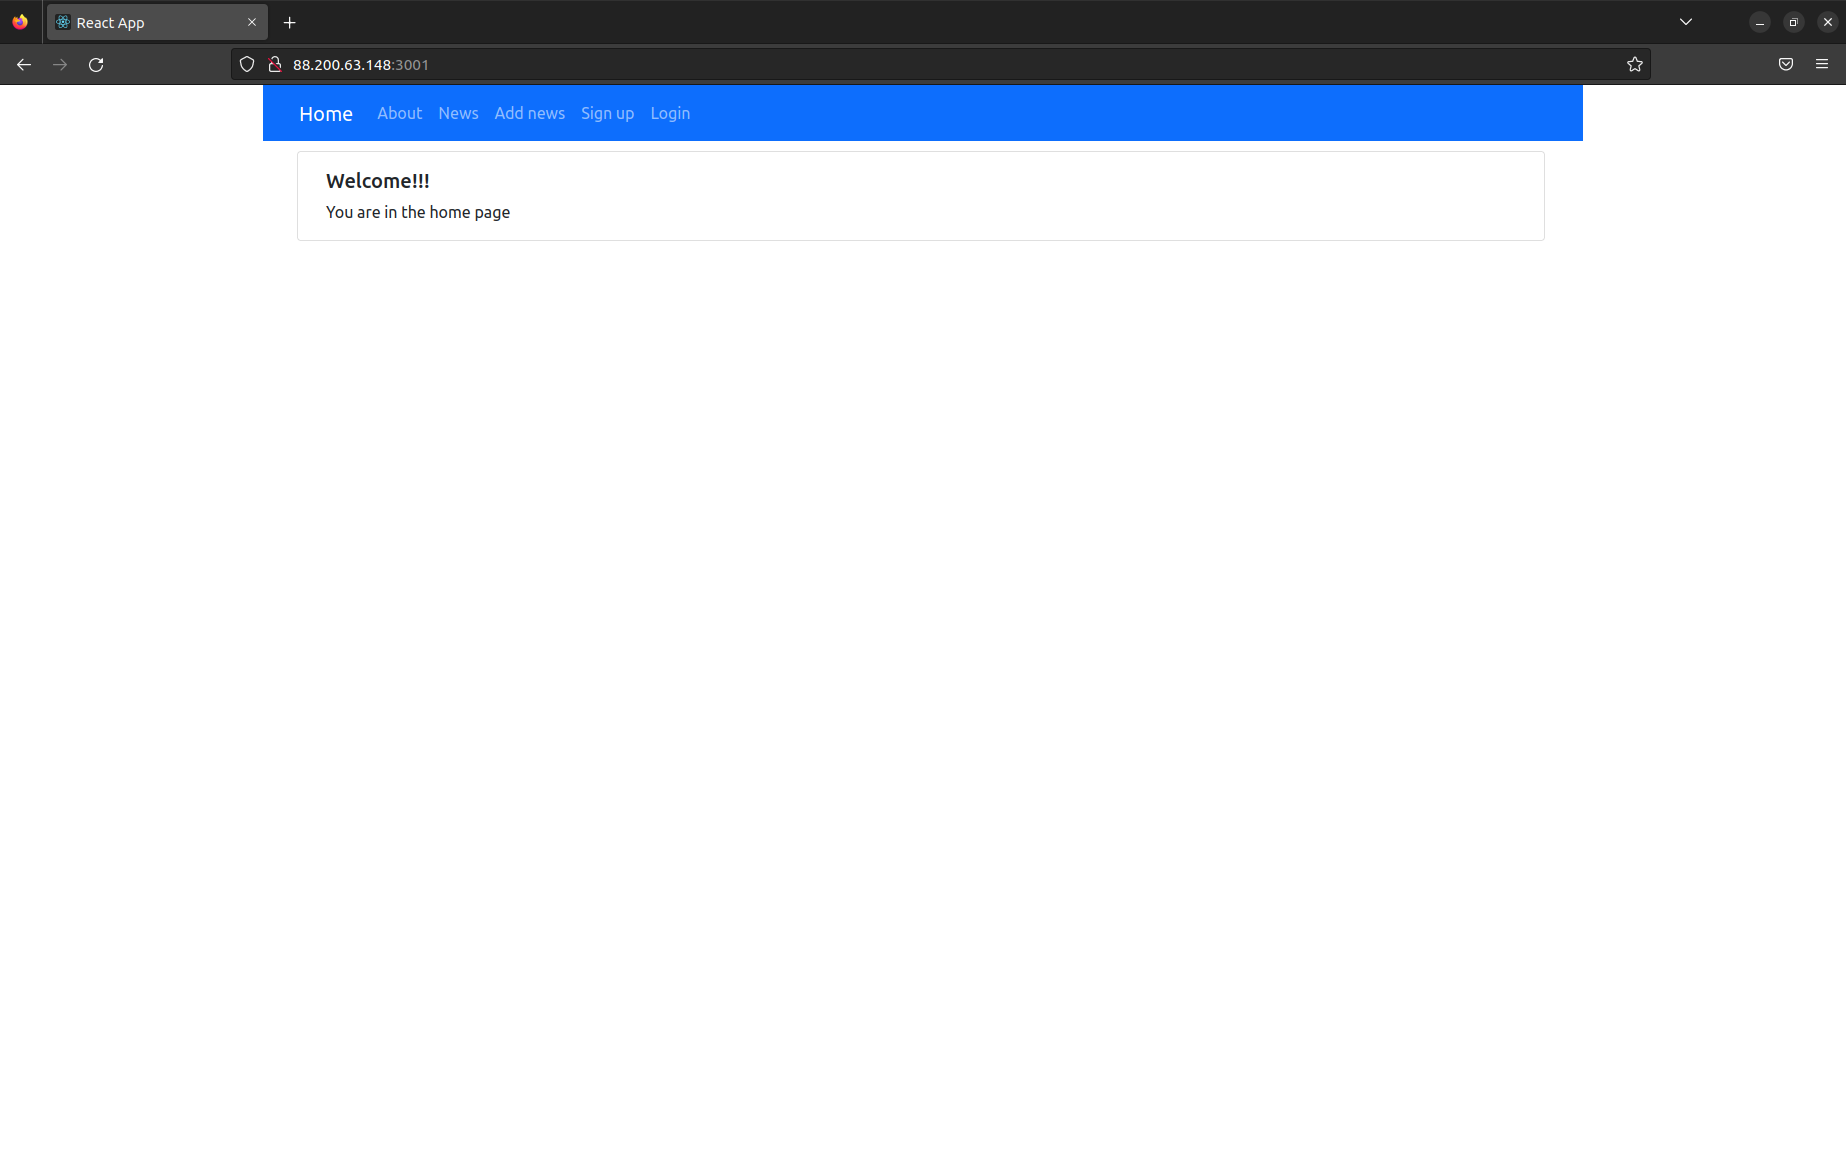 React App
88.200.63.148:3001
Home About News Add news Sign up Login
Welcome!!!
You are in the home page